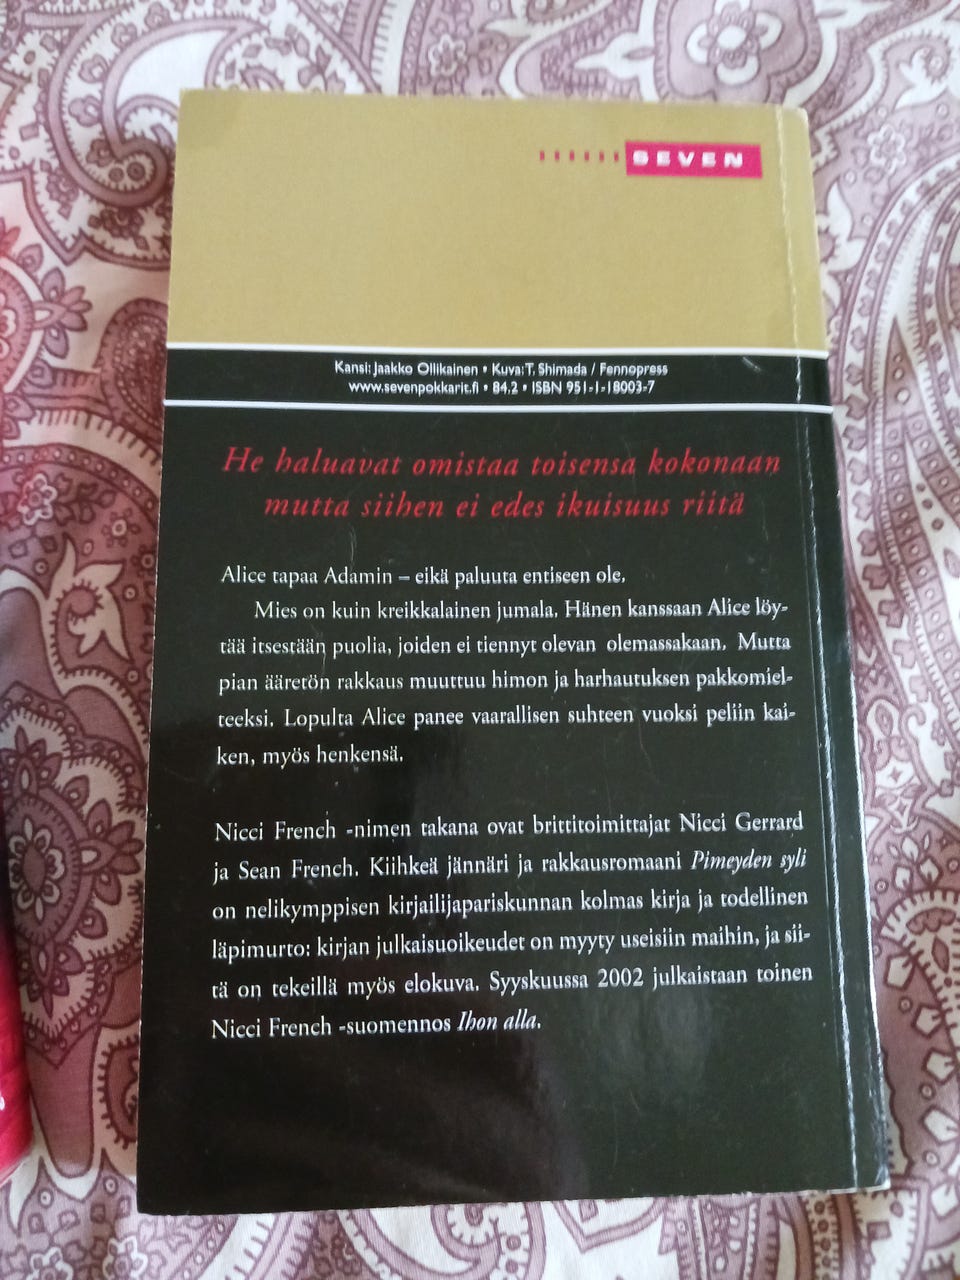 SEVEN
Kansi: Jaakko Ollikainen • Kuva: T. Shimada / Fennopress
www.sevenpokkarit.fi • 84.2 • ISBN 951-1-18003-7
He haluavat omistaa toisensa kokonaan
mutta siihen ei edes ikuisuus riitä
Alice tapaa Adamin – eikä paluuta entiseen ole.
Mies on kuin kreikkalainen jumala. Hänen kanssaan Alice löy-
tää itsestään puolia, joiden ei tiennyt olevan olemassakaan. Mutta
pian ääretön rakkaus muuttuu himon ja harhautuksen pakkomiel-
teeksi. Lopulta Alice panee vaarallisen suhteen vuoksi peliin kai-
ken, myös henkensä.
Nicci French -nimen takana ovat brittitoimittajat Nicci Gerrard
ja Sean French. Kiihkeä jännäri ja rakkausromaani Pimeyden syli
on nelikymppisen kirjailijapariskunnan kolmas kirja ja todellinen
läpimurto: kirjan julkaisuoikeudet on myyty useisiin maihin, ja sii-
tä on tekeillä myös elokuva. Syyskuussa 2002 julkaistaan toinen
Nicci French -suomennos Ihon alla.